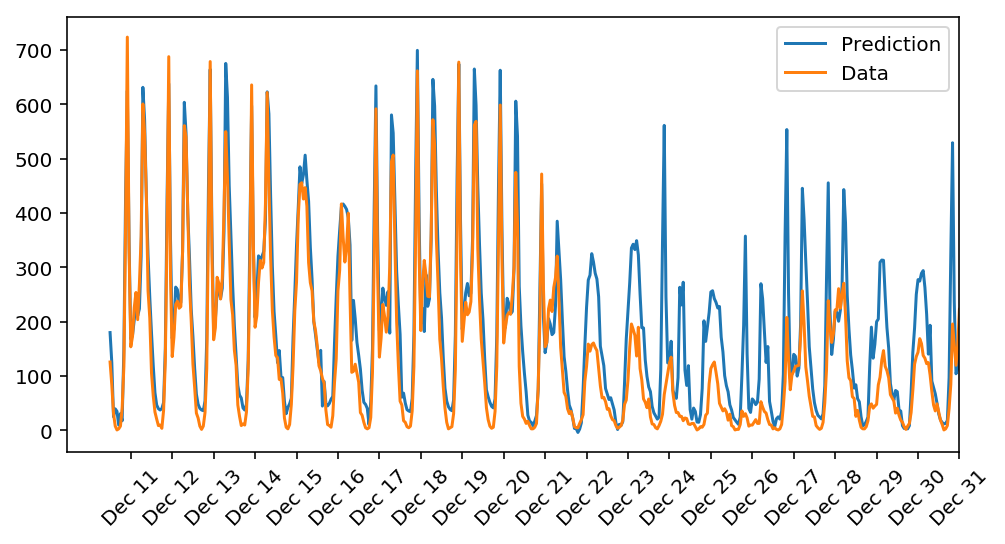 Prediction
Data
700
600
500
400
300
200
100
0
Dec 11
Dec 12
Dec 13
Dec 14
Dec 15
Dec 16
Dec 17
Dec 18
Dec 19
Dec 20
Dec 21
Dec 22
Dec 23
Dec 24
Dec 25
Dec 26
Dec 27
Dec 28
Dec 29
Dec 30
Dec 31